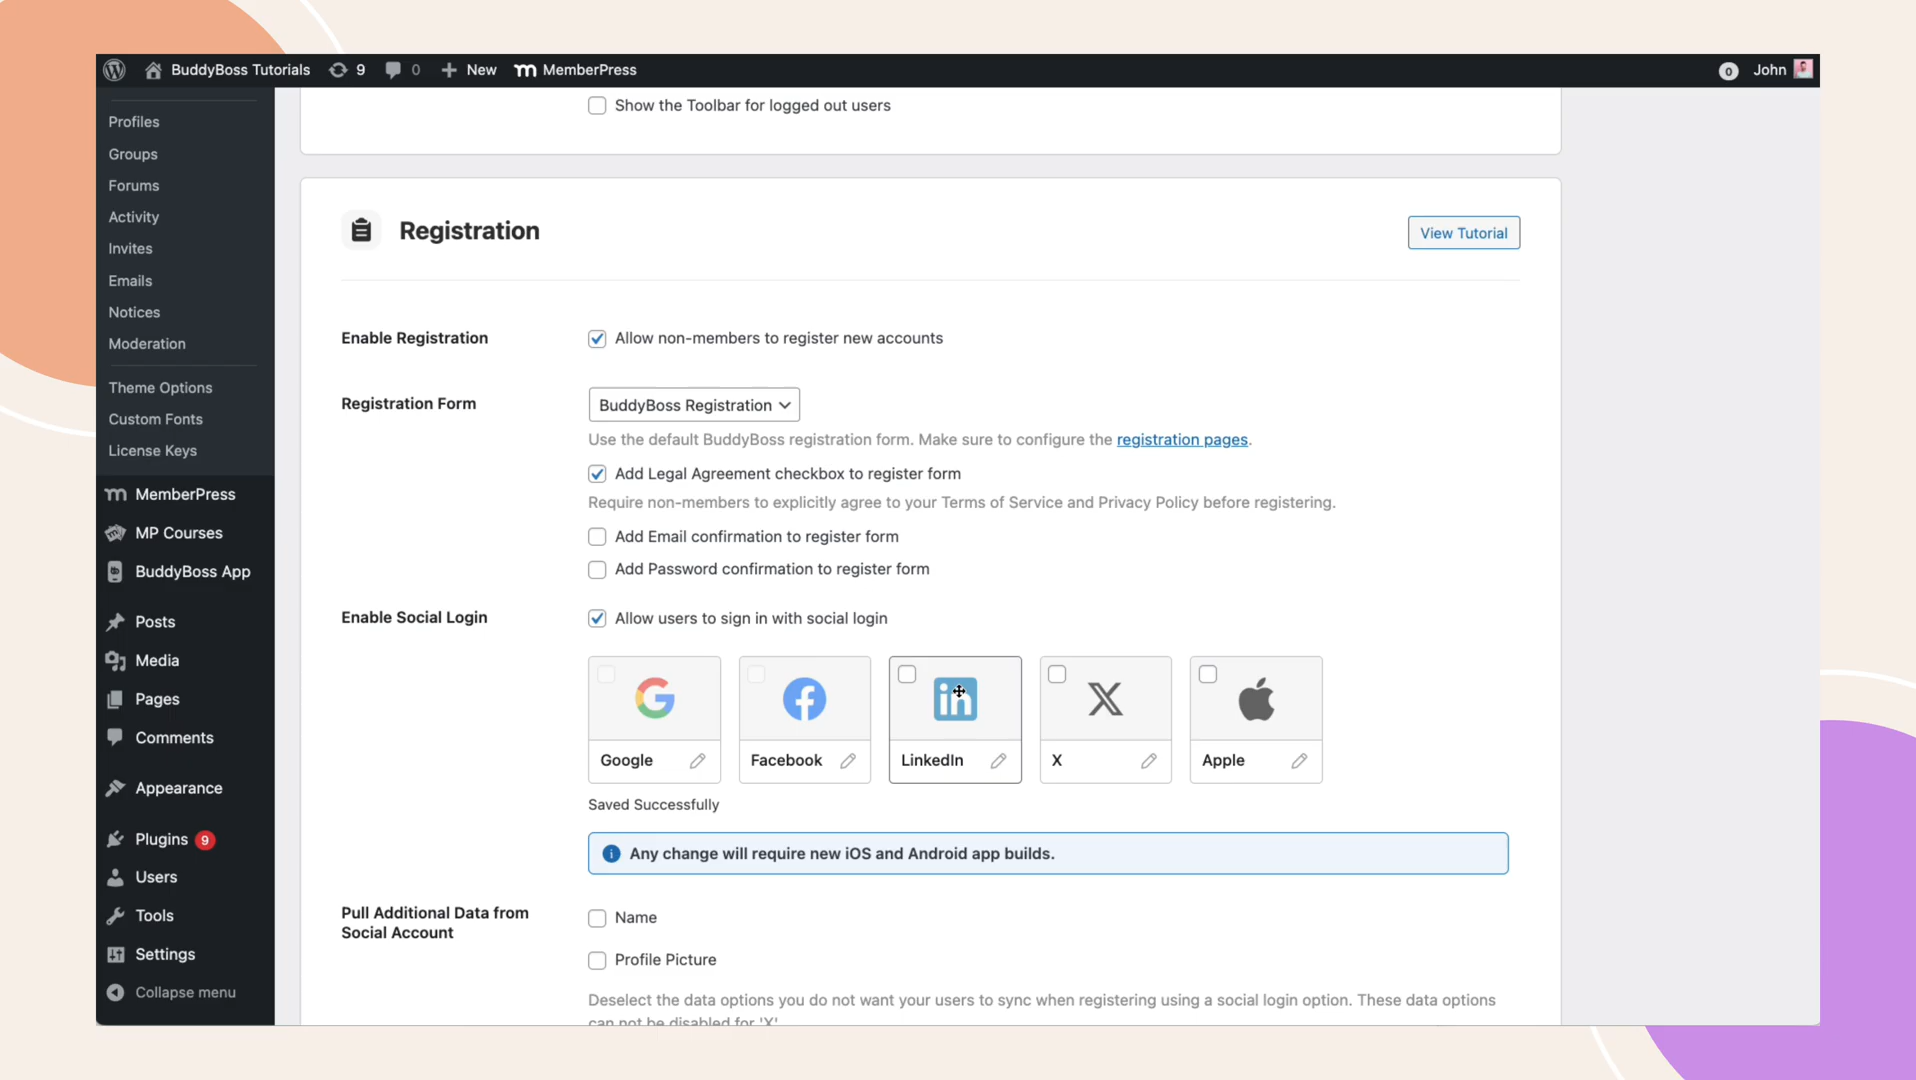 BuddyBoss Tutorials 9 0 New MemberPress 0 John
Profiles
Groups
Forums
Activity
Invites
Emails
Notices
Moderation
Theme Options
Custom Fonts
License Keys
MemberPress
MP Courses
BuddyBoss App
Posts
Media
Pages
Comments
Appearance
Plugins 9
Users
Tools
Settings
Collapse menu
Show the Toolbar for logged out users
Registration
View Tutorial
Enable Registration
Allow non-members to register new accounts
Registration Form
BuddyBoss Registration
Use the default BuddyBoss registration form. Make sure to configure the registration pages.
Add Legal Agreement checkbox to register form
Require non-members to explicitly agree to your Terms of Service and Privacy Policy before registering.
Add Email confirmation to register form
Add Password confirmation to register form
Enable Social Login
Allow users to sign in with social login
Google Facebook LinkedIn X Apple
Saved Successfully
Any change will require new iOS and Android app builds.
Pull Additional Data from
Social Account
Name
Profile Picture
Deselect the data options you do not want your users to sync when registering using a social login option. These data options
can not be disabled for 'X'